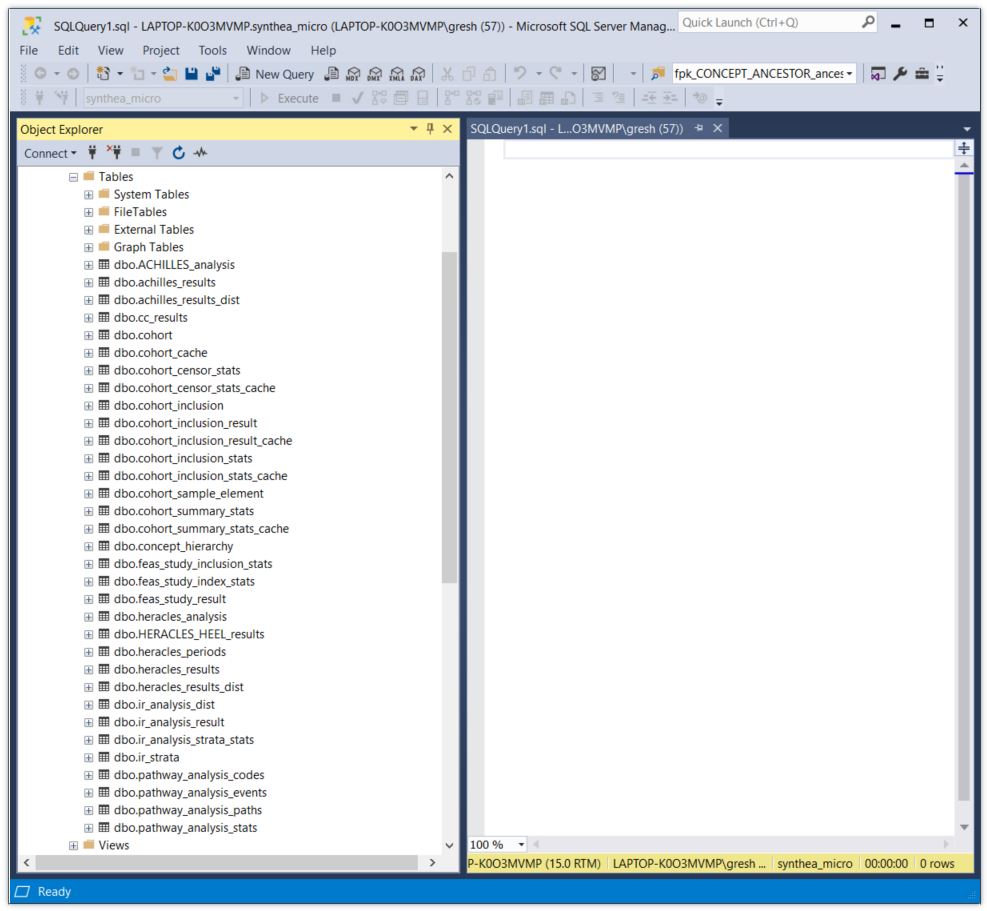 SQLQuery1.sql - LAPTOP-K0O3MVMP.synthea_micro (LAPTOP-K0O3MVMP\gresh (57)) - Microsoft SQL Server Manag...
Quick Launch (Ctrl+Q)
File Edit View Project Tools Window Help
New Query MDX DMX XMLA DAX fpk_CONCEPT_ANCESTOR_ances
synthea_micro Execute
Object Explorer
SQLQuery1.sql - L...O3MVMP\gresh (57))
Connect
Tables
System Tables
FileTables
External Tables
Graph Tables
dbo.ACHILLES_analysis
dbo.achilles_results
dbo.achilles_results_dist
dbo.cc_results
dbo.cohort
dbo.cohort_cache
dbo.cohort_censor_stats
dbo.cohort_censor_stats_cache
dbo.cohort_inclusion
dbo.cohort_inclusion_result
dbo.cohort_inclusion_result_cache
dbo.cohort_inclusion_stats
dbo.cohort_inclusion_stats_cache
dbo.cohort_sample_element
dbo.cohort_summary_stats
dbo.cohort_summary_stats_cache
dbo.concept_hierarchy
dbo.feas_study_inclusion_stats
dbo.feas_study_index_stats
dbo.feas_study_result
dbo.heracles_analysis
dbo.HERACLES_HEEL_results
dbo.heracles_periods
dbo.heracles_results
dbo.heracles_results_dist
dbo.ir_analysis_dist
dbo.ir_analysis_result
dbo.ir_analysis_strata_stats
dbo.ir_strata
dbo.pathway_analysis_codes
dbo.pathway_analysis_events
dbo.pathway_analysis_paths
dbo.pathway_analysis_stats
Views
100 %
P-K0O3MVMP (15.0 RTM) LAPTOP-K0O3MVMP\gresh ... synthea_micro 00:00:00 0 rows
Ready